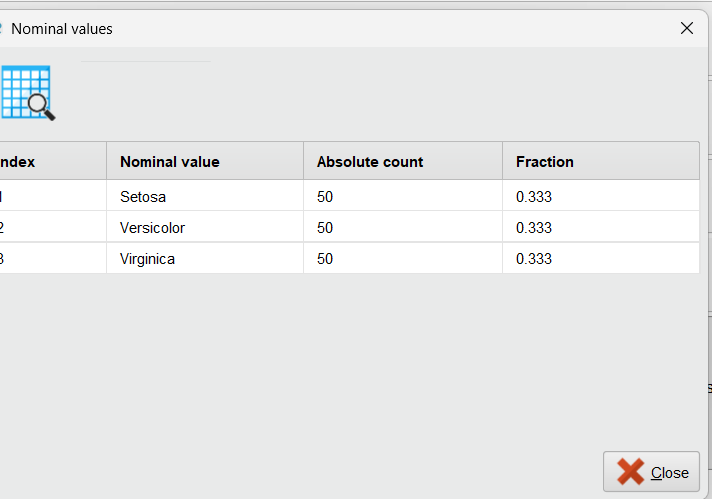 Nominal values
ndex Nominal value Absolute count Fraction
1 Setosa 50 0.333
2 Versicolor 50 0.333
3 Virginica 50 0.333
Close